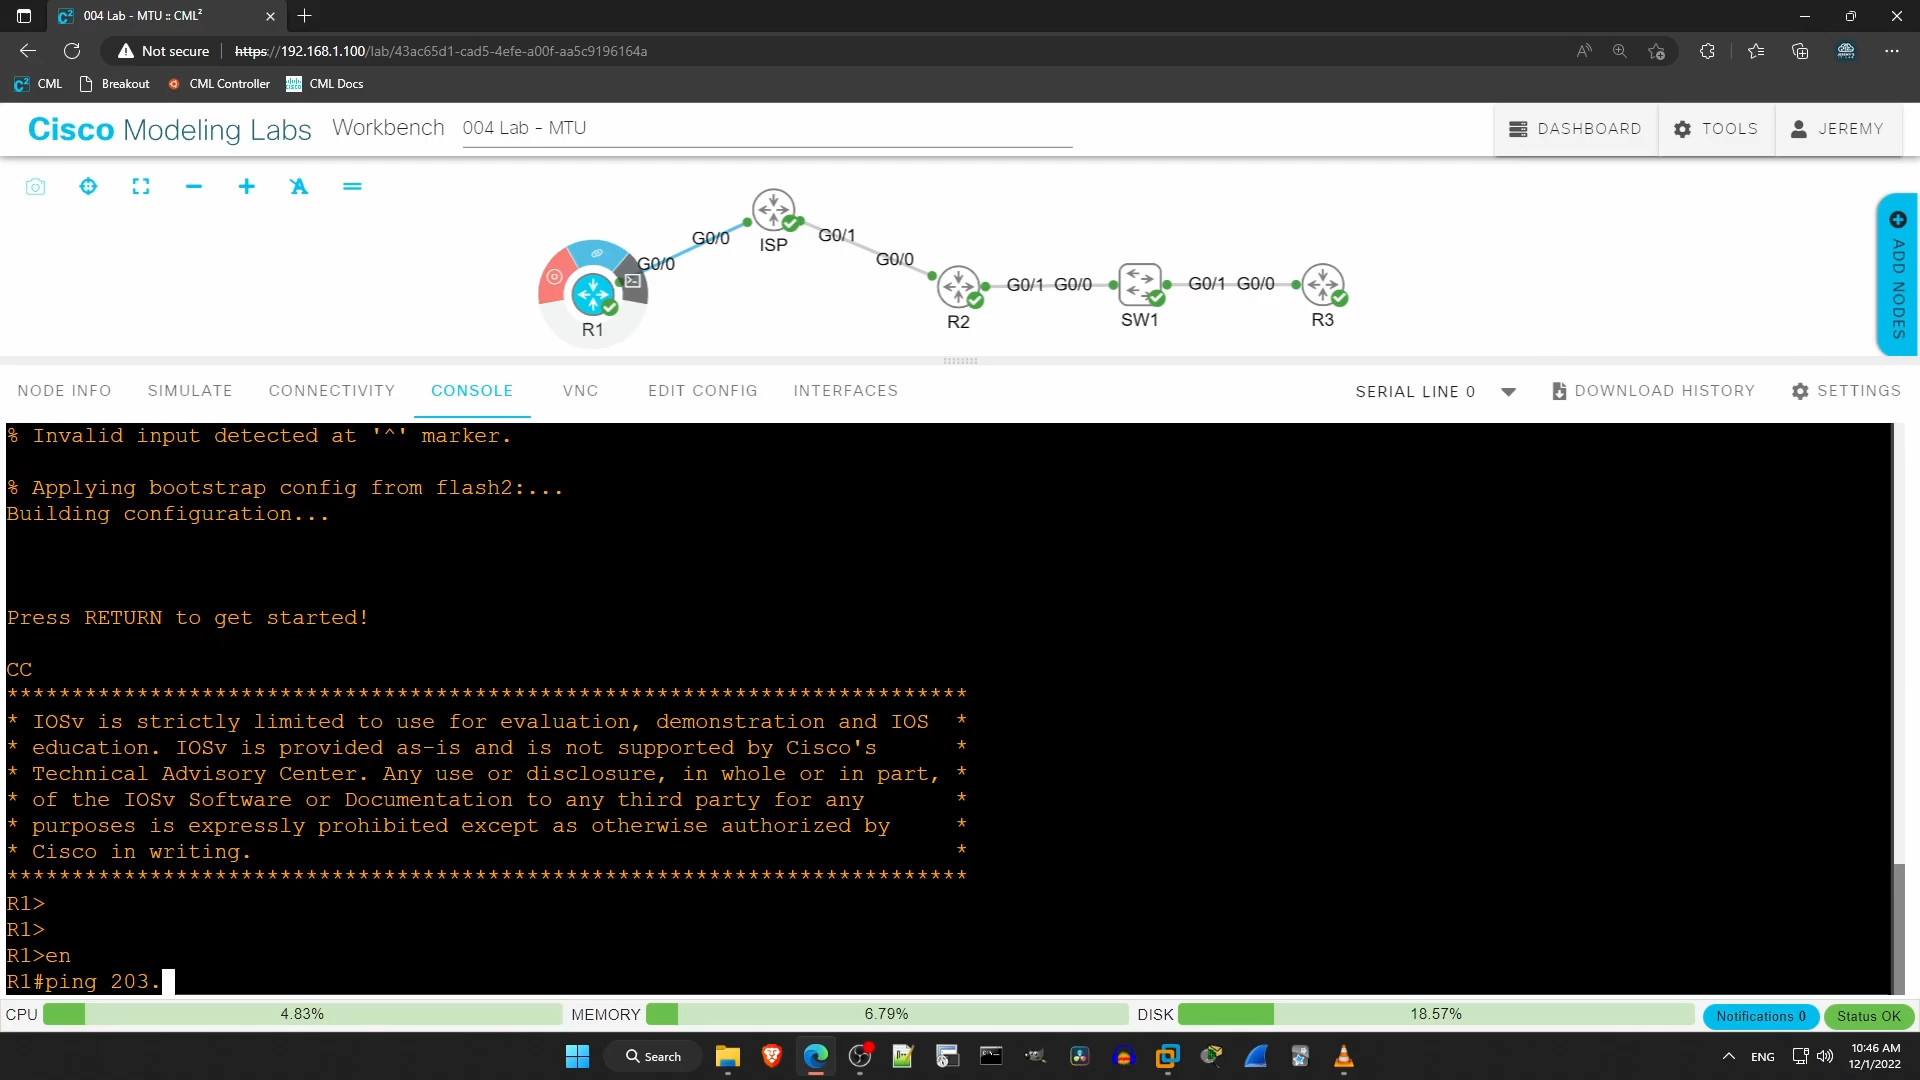 004 Lab - MTU :: CML²
Not secure
https://192.168.1.100/lab/43ac65d1-cad5-4efe-a00f-aa5c9196164a
CML Breakout CML Controller CML Docs
Cisco Modeling Labs Workbench 004 Lab - MTU DASHBOARD TOOLS JEREMY
ISP
G0/0
G0/1
G0/0
G0/0
R1
R2
G0/1
G0/0
SW1
G0/1
G0/0
R3
ADD NODES
NODE INFO SIMULATE CONNECTIVITY CONSOLE VNC EDIT CONFIG INTERFACES SERIAL LINE 0 DOWNLOAD HISTORY SETTINGS
% Invalid input detected at '^' marker.
% Applying bootstrap config from flash2:...
Building configuration...
Press RETURN to get started!
CC
**************************************************************************
* IOSv is strictly limited to use for evaluation, demonstration and IOS  *
* education. IOSv is provided as-is and is not supported by Cisco's      *
* Technical Advisory Center. Any use or disclosure, in whole or in part, *
* of the IOSv Software or Documentation to any third party for any       *
* purposes is expressly prohibited except as otherwise authorized by     *
* Cisco in writing.                                                      *
**************************************************************************
R1>
R1>
R1>en
R1#ping 203.
CPU 4.83% MEMORY 6.79% DISK 18.57% Notifications 0 Status OK
Search
ENG
10:46 AM
12/1/2022